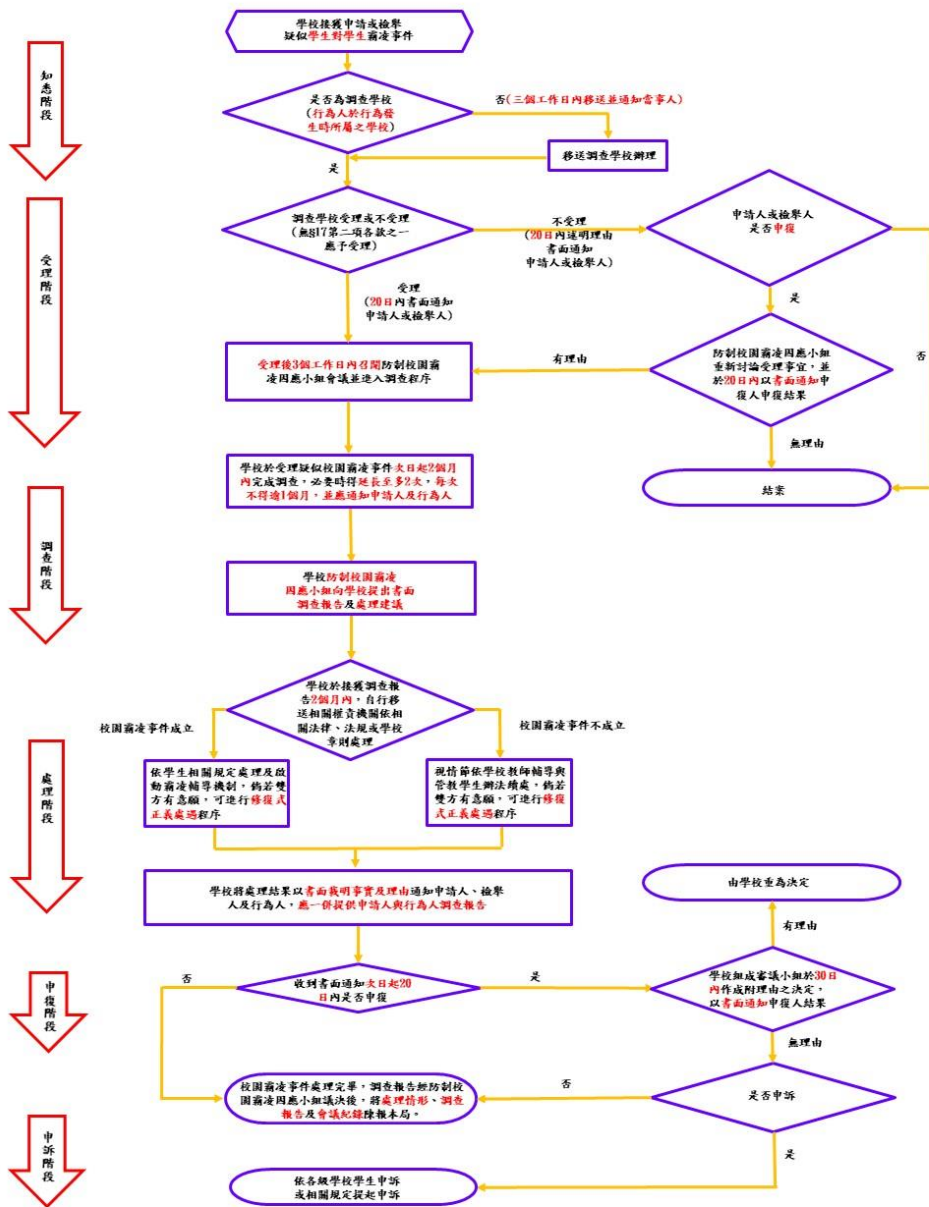 學校接獲申請或檢舉
疑似學生對學生霸凌事件
知悉階段
是否為調查學校
(行為人於行為發
生時所屬之學校)
否(三個工作日內移送並通知當事人)
移送調查學校辦理
是
受理階段
調查學校受理或不受理
(無§17第二項各款之一
應予受理)
不受理
(20日內述明理由
書面通知
申請人或檢舉人)
申請人或檢舉人
是否申復
受理
(20日內書面通知
申請人或檢舉人)
是
否
受理後3個工作日內召開防制校園霸
凌因應小組會議並進入調查程序
有理由
防制校園霸凌因應小組
重新討論受理事宜，並
於20日內以書面通知申
復人申復結果
無理由
結案
調查階段
學校於受理疑似校園霸凌事件次日起2個月
內完成調查，必要時得延長至多2次，每次
不得逾1個月，並應通知申請人及行為人
學校防制校園霸凌
因應小組向學校提出書面
調查報告及處理建議
處理階段
學校於接獲調查報
告2個月內，自行移
送相關權責機關依相
關法律、法規或學校
章則處理
校園霸凌事件成立
校園霸凌事件不成立
依學生相關規定處理及啟
動霸凌輔導機制，倘若雙
方有意願，可進行修復式
正義處遇程序
視情節依學校教師輔導與
管教學生辦法續處，倘若
雙方有意願，可進行修復
式正義處遇程序
學校將處理結果以書面載明事實及理由通知申請人、檢舉
人及行為人，應一併提供申請人與行為人調查報告
由學校重為決定
有理由
申復階段
否
收到書面通知次日起20
日內是否申復
是
學校組成審議小組於30日
內作成附理由之決定，
以書面通知申復人結果
無理由
校園霸凌事件處理完畢，調查報告經防制校
園霸凌因應小組議決後，將處理情形、調查
報告及會議紀錄陳報本局。
否
是否申訴
是
申訴階段
依各級學校學生申訴
或相關規定提起申訴